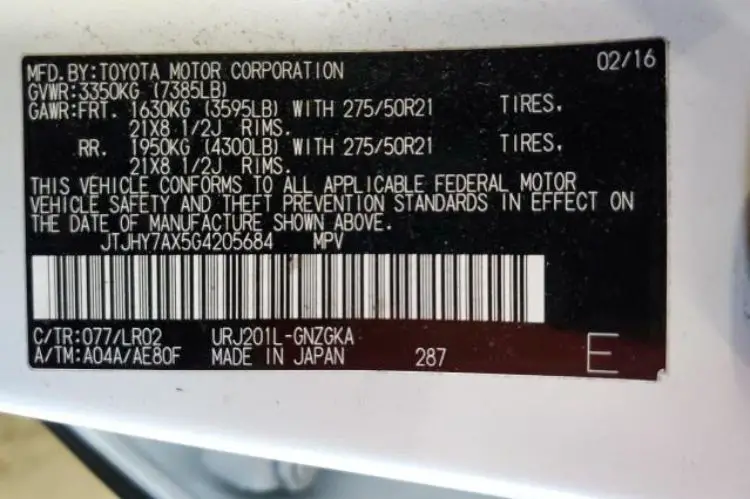 MFD.BY:TOYOTA MOTOR CORPORATION 02/16
GVWR:3350KG (7385LB)
GAWR:FRT. 1630KG (3595LB) WITH 275/50R21 TIRES,
21X8 1/2J RIMS.
RR. 1950KG (4300LB) WITH 275/50R21 TIRES,
21X8 1/2J RIMS.
THIS VEHICLE CONFORMS TO ALL APPLICABLE FEDERAL MOTOR
VEHICLE SAFETY AND THEFT PREVENTION STANDARDS IN EFFECT ON
THE DATE OF MANUFACTURE SHOWN ABOVE.
JTJHY7AX5G4205684 MPV
C/TR:077/LR02 URJ201L-GNZGKA
A/TM:A04A/AE80F MADE IN JAPAN 287 E